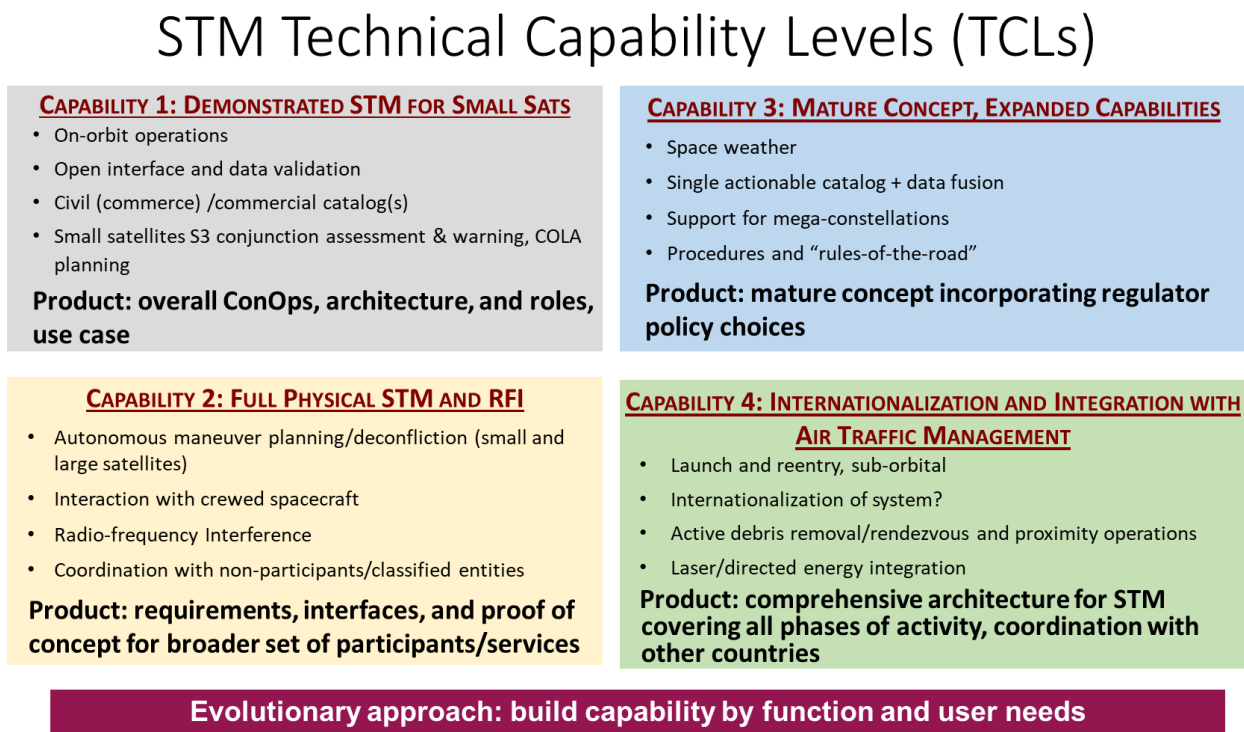 STM Technical Capability Levels (TCLs)
CAPABILITY 1: DEMONSTRATED STM FOR SMALL SATS
• On-orbit operations
• Open interface and data validation
• Civil (commerce) /commercial catalog(s)
• Small satellites S3 conjunction assessment & warning, COLA
planning
Product: overall ConOps, architecture, and roles,
use case
CAPABILITY 2: FULL PHYSICAL STM AND RFI
• Autonomous maneuver planning/deconfliction (small and
large satellites)
• Interaction with crewed spacecraft
• Radio-frequency Interference
• Coordination with non-participants/classified entities
Product: requirements, interfaces, and proof of
concept for broader set of participants/services
CAPABILITY 3: MATURE CONCEPT, EXPANDED CAPABILITIES
• Space weather
• Single actionable catalog + data fusion
• Support for mega-constellations
• Procedures and “rules-of-the-road”
Product: mature concept incorporating regulator
policy choices
CAPABILITY 4: INTERNATIONALIZATION AND INTEGRATION WITH
AIR TRAFFIC MANAGEMENT
• Launch and reentry, sub-orbital
• Internationalization of system?
• Active debris removal/rendezvous and proximity operations
• Laser/directed energy integration
Product: comprehensive architecture for STM
covering all phases of activity, coordination with
other countries
Evolutionary approach: build capability by function and user needs